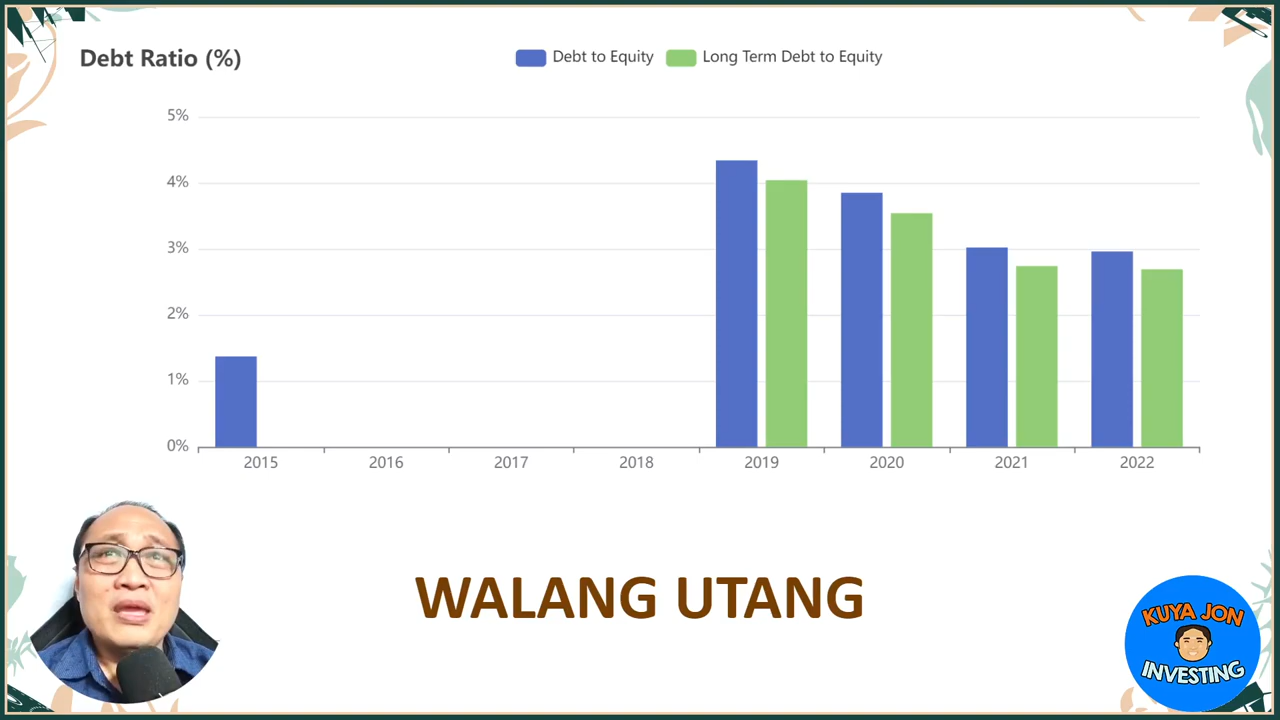 Debt Ratio (%)
Debt to Equity
Long Term Debt to Equity
5%
4%
3%
2%
1%
0%
2015 2016 2017 2018 2019 2020 2021 2022
WALANG UTANG
KUYA JON
INVESTING